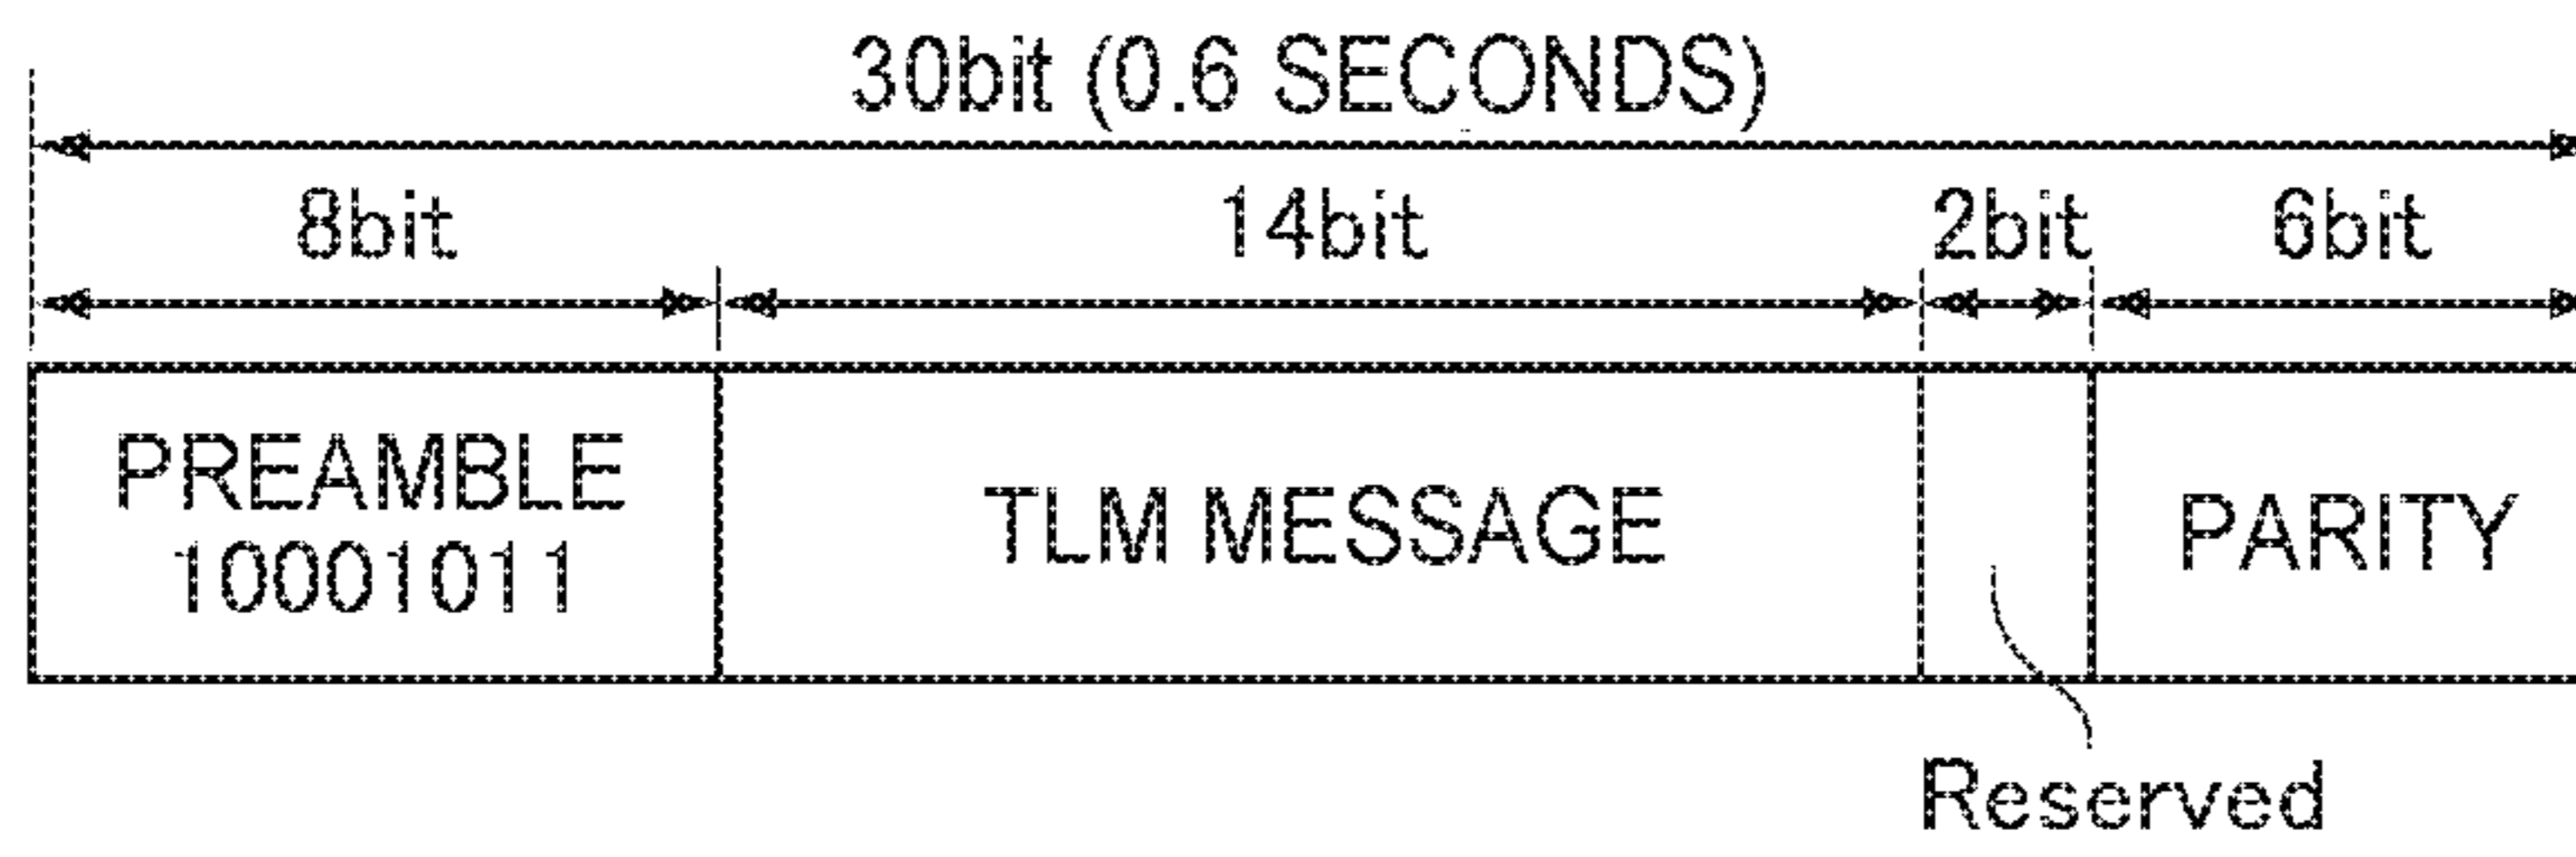 30bit (0.6 SECONDS)
8bit 14bit 2bit 6bit
PREAMBLE
10001011
TLM MESSAGE
PARITY
Reserved